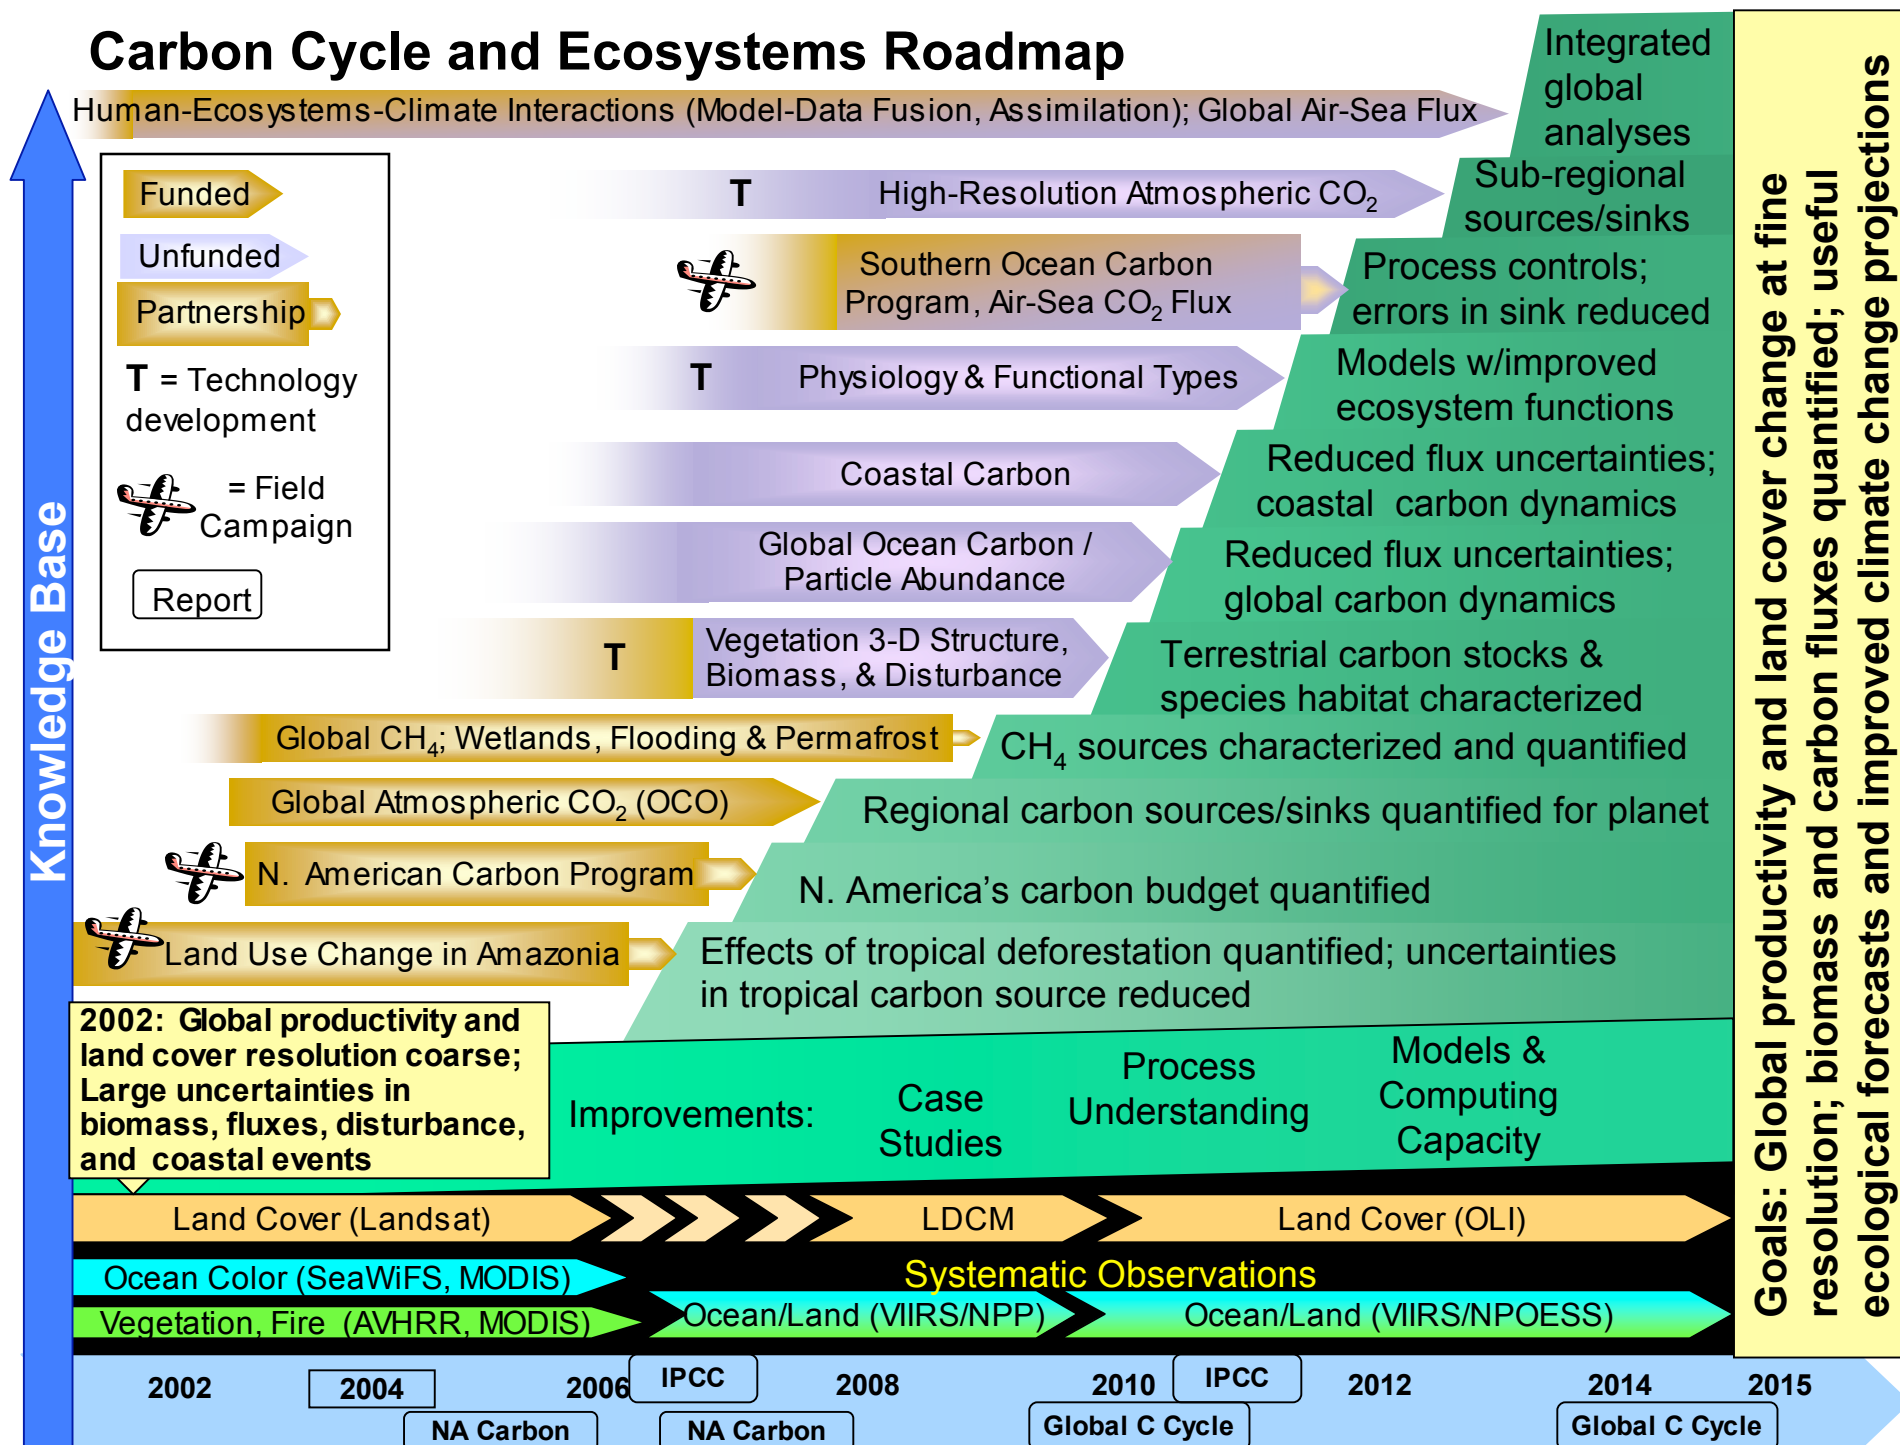 Carbon Cycle and Ecosystems Roadmap
Human-Ecosystems-Climate Interactions (Model-Data Fusion, Assimilation); Global Air-Sea Flux
Integrated
global
analyses
Funded
Unfunded
Partnership
T = Technology
development
= Field
Campaign
Report
Knowledge Base
T High-Resolution Atmospheric CO2
Sub-regional
sources/sinks
Southern Ocean Carbon
Program, Air-Sea CO2 Flux
Process controls;
errors in sink reduced
T Physiology & Functional Types
Models w/improved
ecosystem functions
Coastal Carbon
Reduced flux uncertainties;
coastal carbon dynamics
Global Ocean Carbon /
Particle Abundance
Reduced flux uncertainties;
global carbon dynamics
T
Vegetation 3-D Structure,
Biomass, & Disturbance
Terrestrial carbon stocks &
species habitat characterized
Global CH4; Wetlands, Flooding & Permafrost
CH4 sources characterized and quantified
Global Atmospheric CO2 (OCO)
Regional carbon sources/sinks quantified for planet
N. American Carbon Program
N. America's carbon budget quantified
Land Use Change in Amazonia
Effects of tropical deforestation quantified; uncertainties
in tropical carbon source reduced
2002: Global productivity and
land cover resolution coarse;
Large uncertainties in
biomass, fluxes, disturbance,
and coastal events
Improvements:
Case
Studies
Process
Understanding
Models &
Computing
Capacity
Land Cover (Landsat)
LDCM
Land Cover (OLI)
Ocean Color (SeaWiFS, MODIS)
Systematic Observations
Vegetation, Fire (AVHRR, MODIS)
Ocean/Land (VIIRS/NPP)
Ocean/Land (VIIRS/NPOESS)
Goals: Global productivity and land cover change at fine
resolution; biomass and carbon fluxes quantified; useful
ecological forecasts and improved climate change projections
2002
2004
2006
IPCC
2008
2010
IPCC
2012
2014
2015
NA Carbon
NA Carbon
Global C Cycle
Global C Cycle